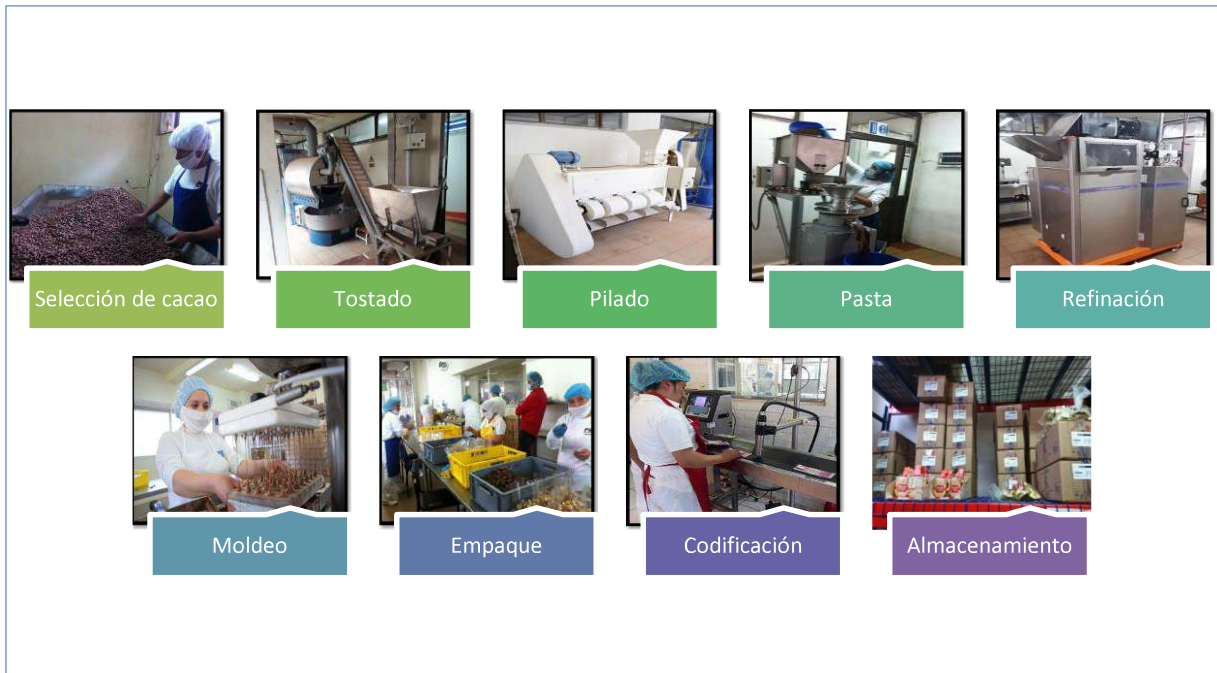 Selección de cacao
Tostado
Pilado
Pasta
Refinación
Moldeo
Empaque
Codificación
Almacenamiento